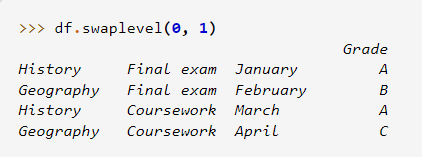 >>> df.swaplevel(0, 1)
Grade
History Final exam January A
Geography Final exam February B
History Coursework March A
Geography Coursework April C